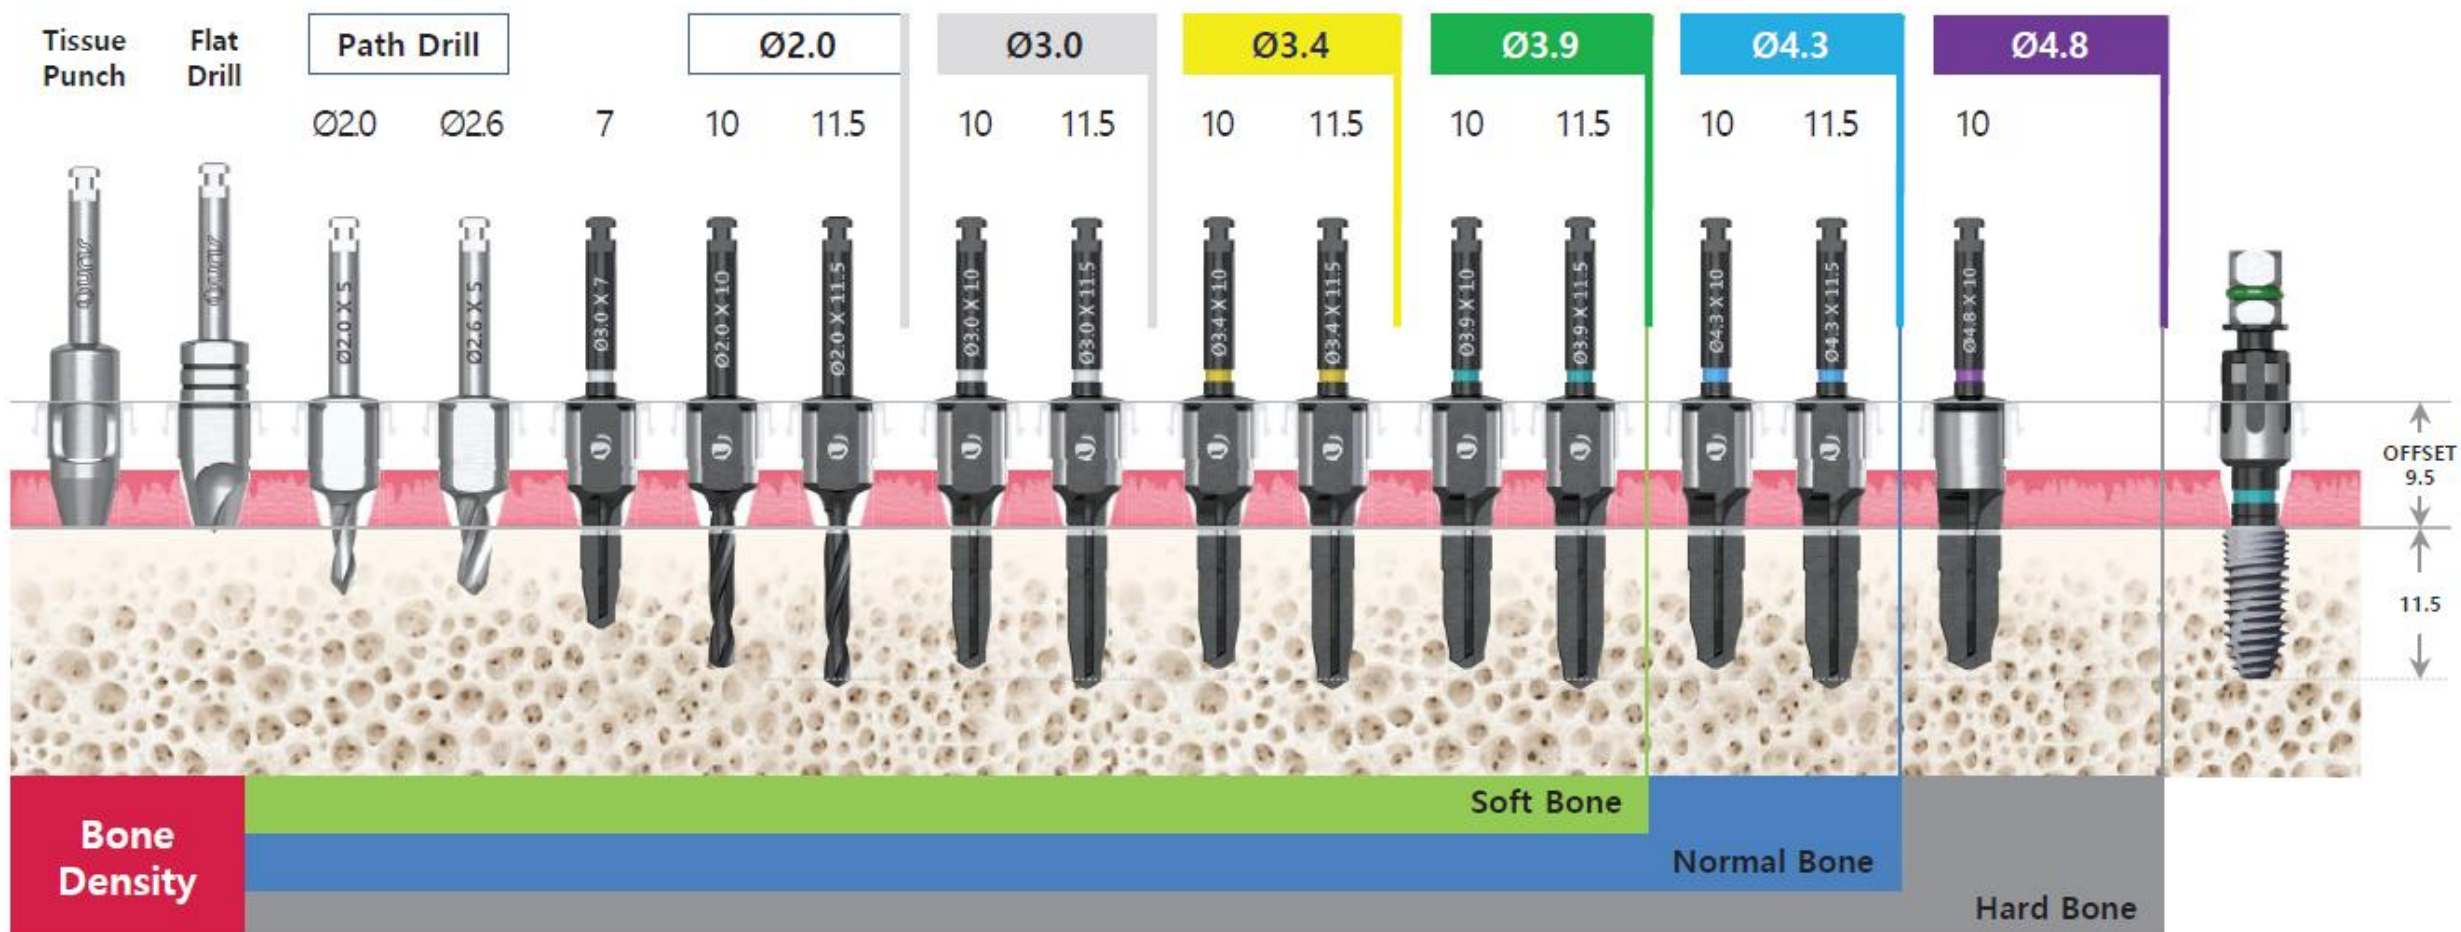 Tissue
Punch
Flat
Drill
Path Drill
Ø2.0
Ø3.0
Ø3.4
Ø3.9
Ø4.3
Ø4.8
Ø2.0
Ø2.6
7
10
11.5
10
11.5
10
11.5
10
11.5
10
11.5
10
Ø2.0 X 5
Ø2.6 X 5
Ø3.0 X 7
Ø2.0 X 10
Ø2.0 X 11.5
Ø3.0 X 10
Ø3.0 X 11.5
Ø3.4 X 10
Ø3.4 X 11.5
Ø3.9 X 10
Ø3.9 X 11.5
Ø4.3 X 10
Ø4.3 X 11.5
Ø4.8 X 10
OFFSET
9.5
11.5
Bone
Density
Soft Bone
Normal Bone
Hard Bone